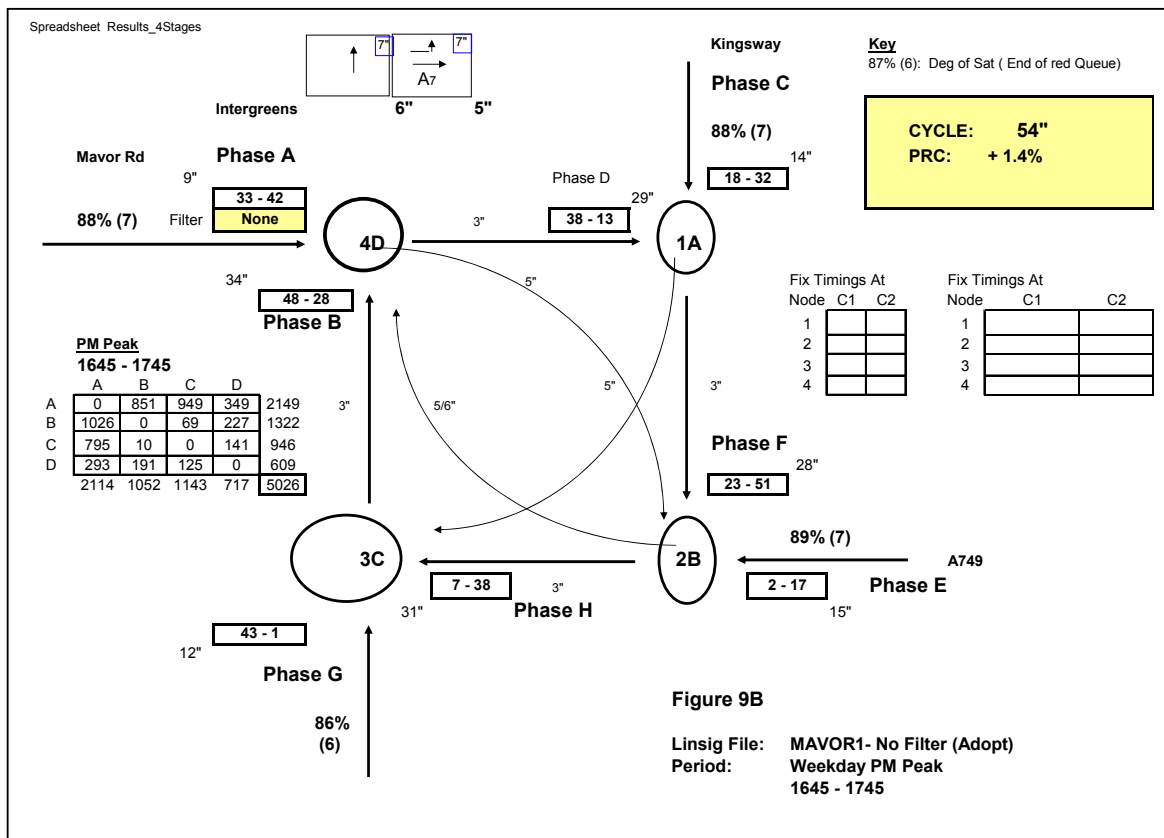 Spreadsheet Results_4Stages
7" 7"
A7
Intergreens 6" 5"
Kingsway
Phase C
88% (7)
14"
18 - 32
Key
87% (6): Deg of Sat ( End of red Queue)
CYCLE: 54"
PRC: + 1.4%
Mavor Rd
Phase A
9"
33 - 42
88% (7)
Filter None
Phase D
29"
38 - 13
3"
4D
1A
34"
48 - 28
Phase B
5"
5"
5/6"
3"
3"
PM Peak
1645 - 1745
A B C D
A 0 851 949 349 2149
B 1026 0 69 227 1322
C 795 10 0 141 946
D 293 191 125 0 609
2114 1052 1143 717 5026
Fix Timings At
Node C1 C2
1
2
3
4
Fix Timings At
Node C1 C2
1
2
3
4
Phase F
28"
23 - 51
3C
2B
89% (7)
A749
7 - 38
3"
31"
Phase H
2 - 17
Phase E
15"
43 - 1
12"
Phase G
86%
(6)
Figure 9B
Linsig File: MAVOR1- No Filter (Adopt)
Period: Weekday PM Peak
1645 - 1745